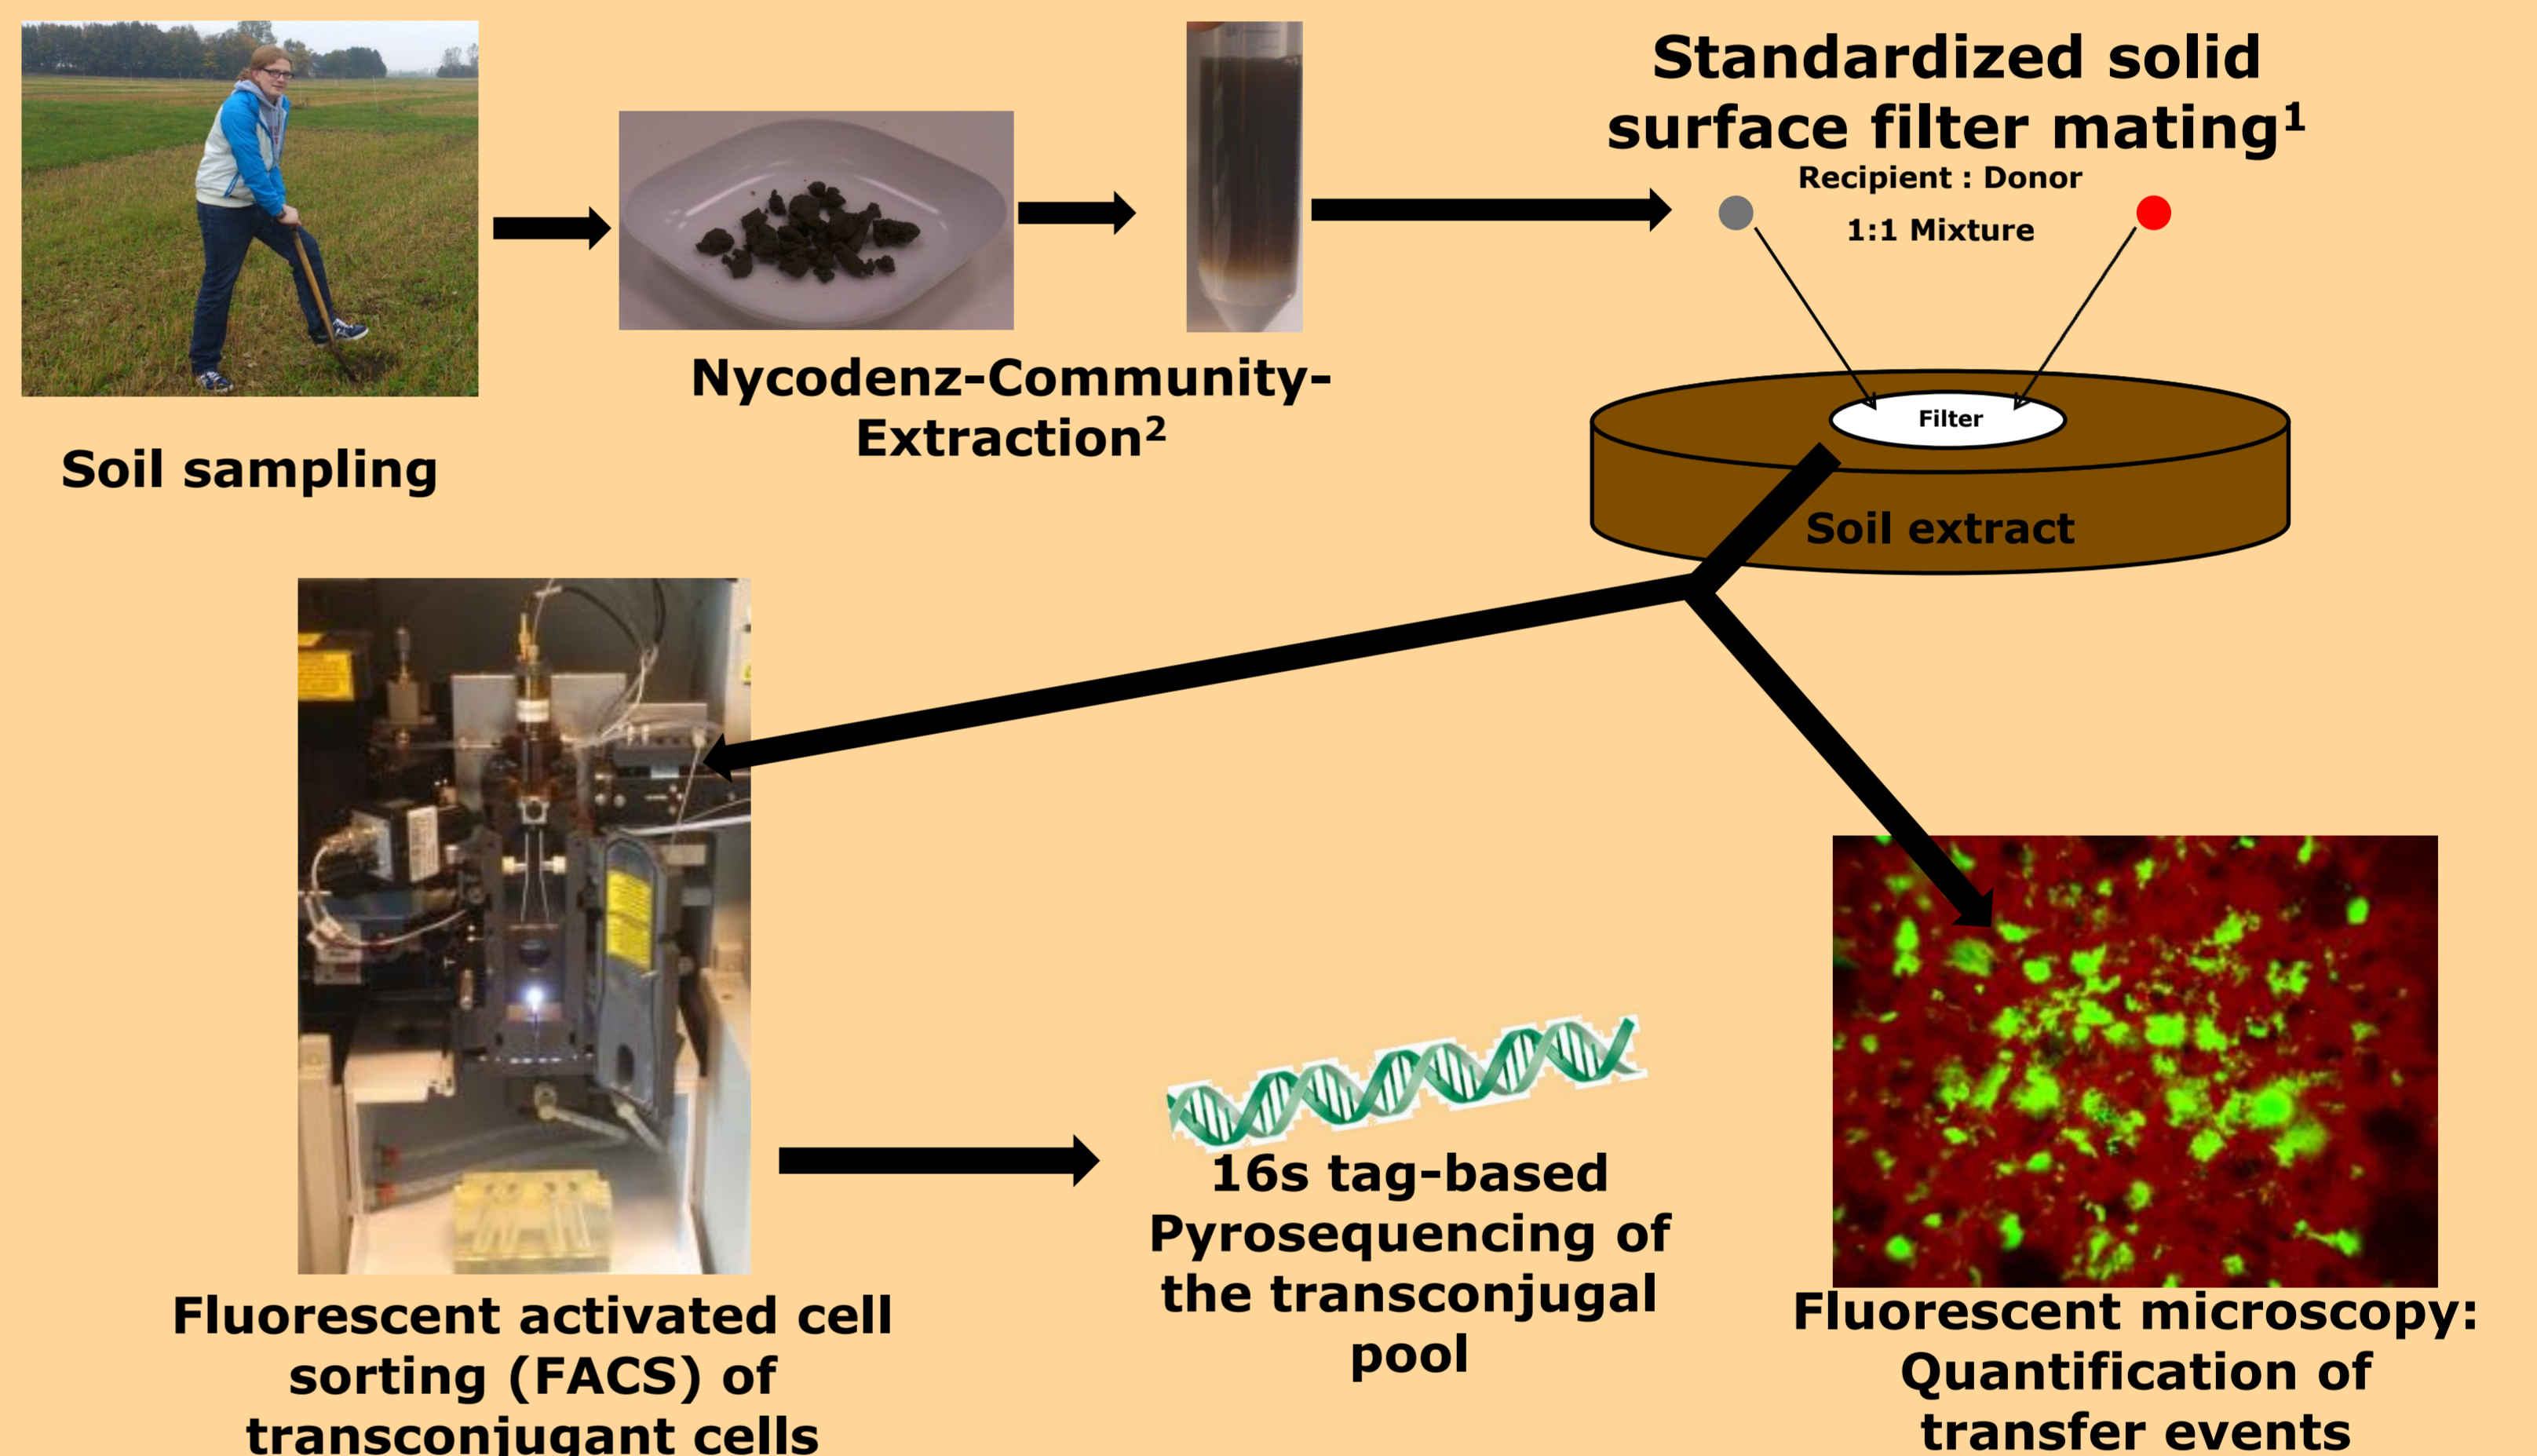 Soil sampling
Nycodenz-Community-
Extraction²
Standardized solid
surface filter mating¹
Recipient : Donor
1:1 Mixture
Filter
Soil extract
Fluorescent activated cell
sorting (FACS) of
transconjugant cells
16s tag-based
Pyrosequencing of
the transconjugal
pool
Fluorescent microscopy:
Quantification of
transfer events